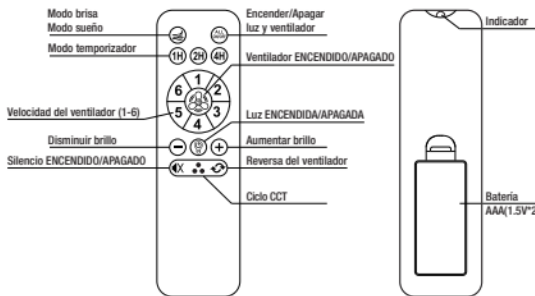 Modo brisa
Modo sueño
Modo temporizador
Encender/Apagar
luz y ventilador
ALL
1H 2H 4H
Ventilador ENCENDIDO/APAGADO
6 1 2
5 4 3
Velocidad del ventilador (1-6)
Luz ENCENDIDA/APAGADA
Disminuir brillo
Aumentar brillo
Silencio ENCENDIDO/APAGADO
Reversa del ventilador
Ciclo CCT
Indicador
Batería
AAA(1.5V*2